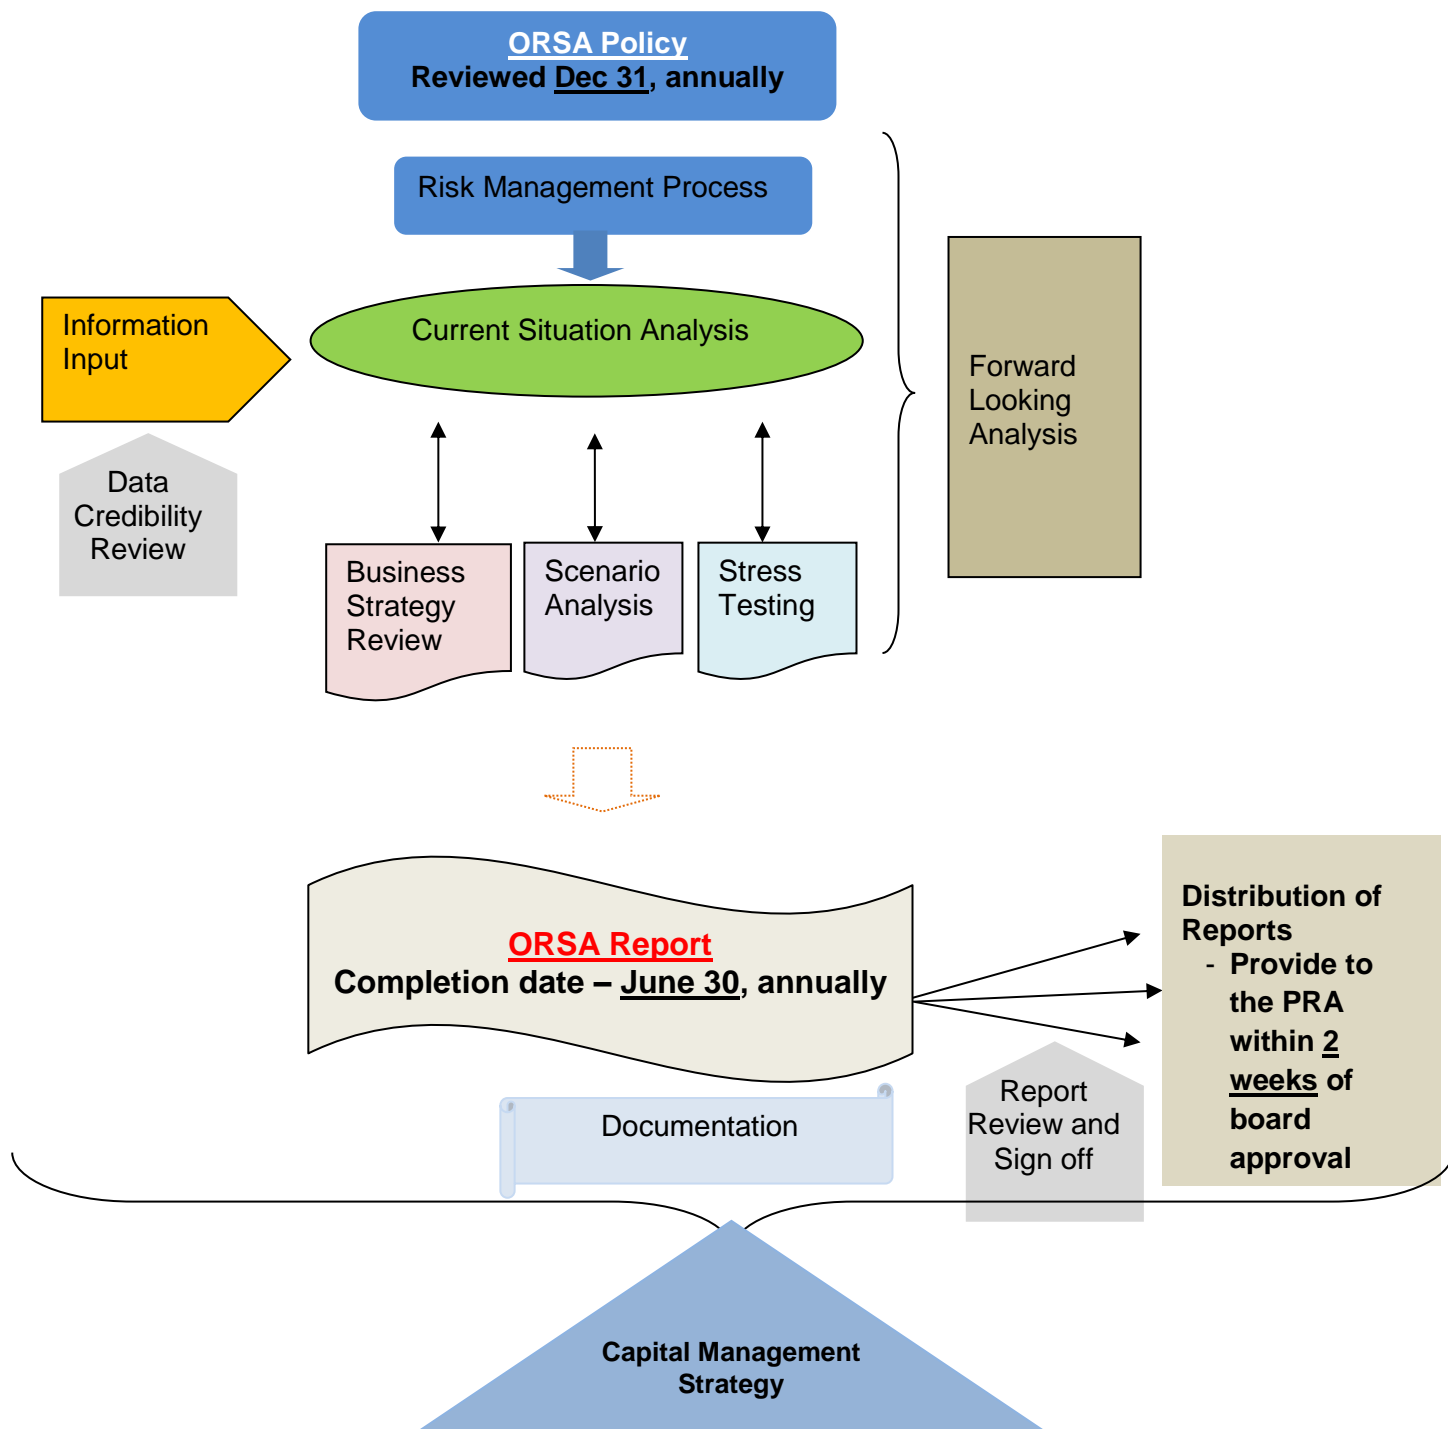 ORSA Policy
Reviewed Dec 31, annually
Risk Management Process
Information
Input
Current Situation Analysis
Forward
Looking
Analysis
Data
Credibility
Review
Business
Strategy
Review
Scenario
Analysis
Stress
Testing
ORSA Report
Completion date – June 30, annually
Distribution of
Reports
- Provide to
the PRA
within 2
weeks of
board
approval
Report
Review and
Sign off
Documentation
Capital Management
Strategy